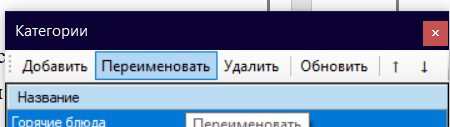 Категории
Добавить Переименовать Удалить Обновить ↑ ↓
Название
Горячие блюда Переименовать